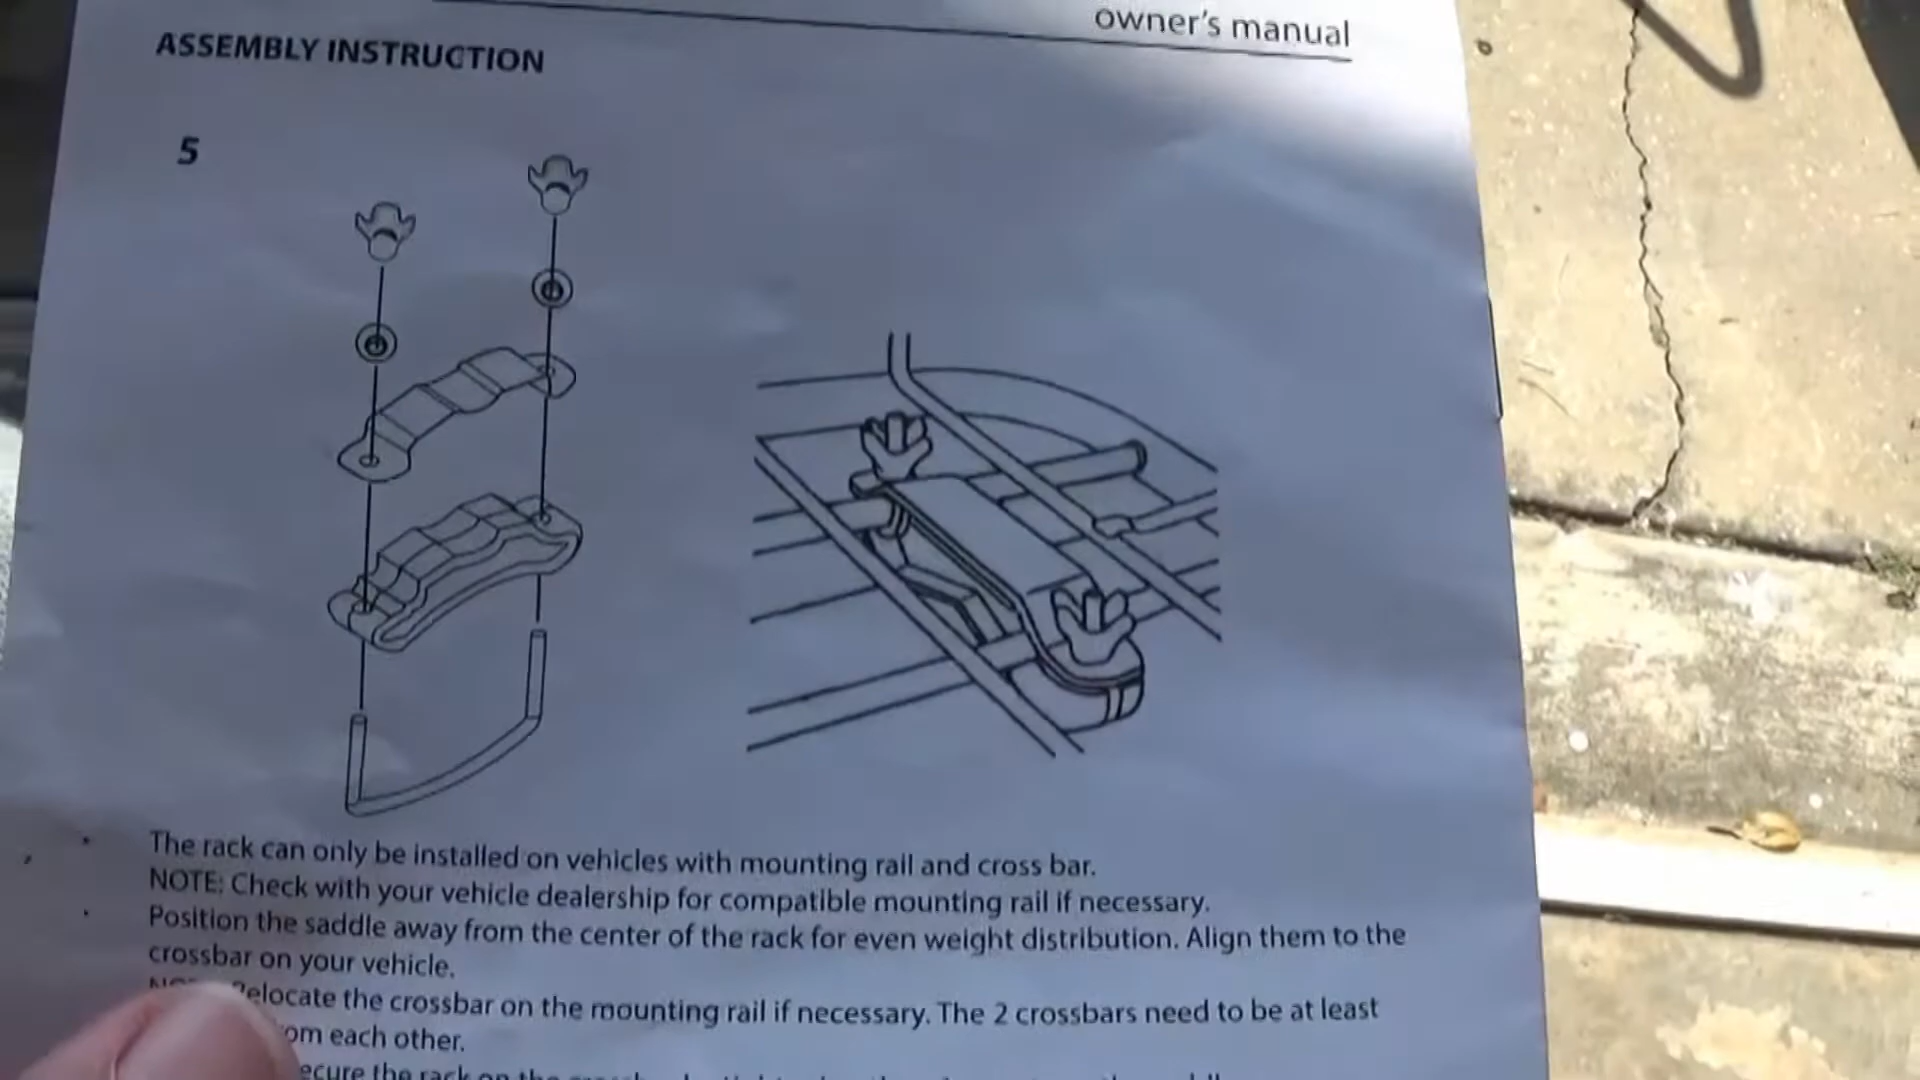 owner's manual
ASSEMBLY INSTRUCTION
5
The rack can only be installed on vehicles with mounting rail and cross bar.
NOTE: Check with your vehicle dealership for compatible mounting rail if necessary.
Position the saddle away from the center of the rack for even weight distribution. Align them to the
crossbar on your vehicle.
the crossbar on the mounting rail if necessary. The 2 crossbars need to be at least
each other.
the rack on the